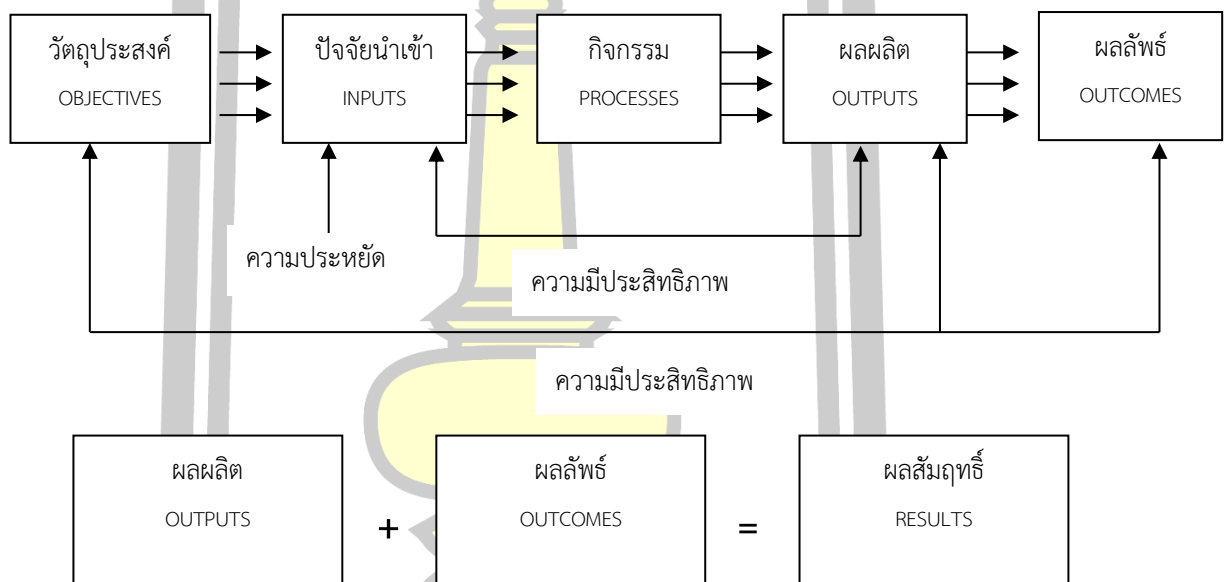 วัตถุประสงค์
OBJECTIVES
ปัจจัยนำเข้า
INPUTS
กิจกรรม
PROCESSES
ผลผลิต
OUTPUTS
ผลลัพธ์
OUTCOMES
ความประหยัด
ความมีประสิทธิภาพ
ความมีประสิทธิภาพ
ผลผลิต
OUTPUTS
+
ผลลัพธ์
OUTCOMES
=
ผลสัมฤทธิ์
RESULTS